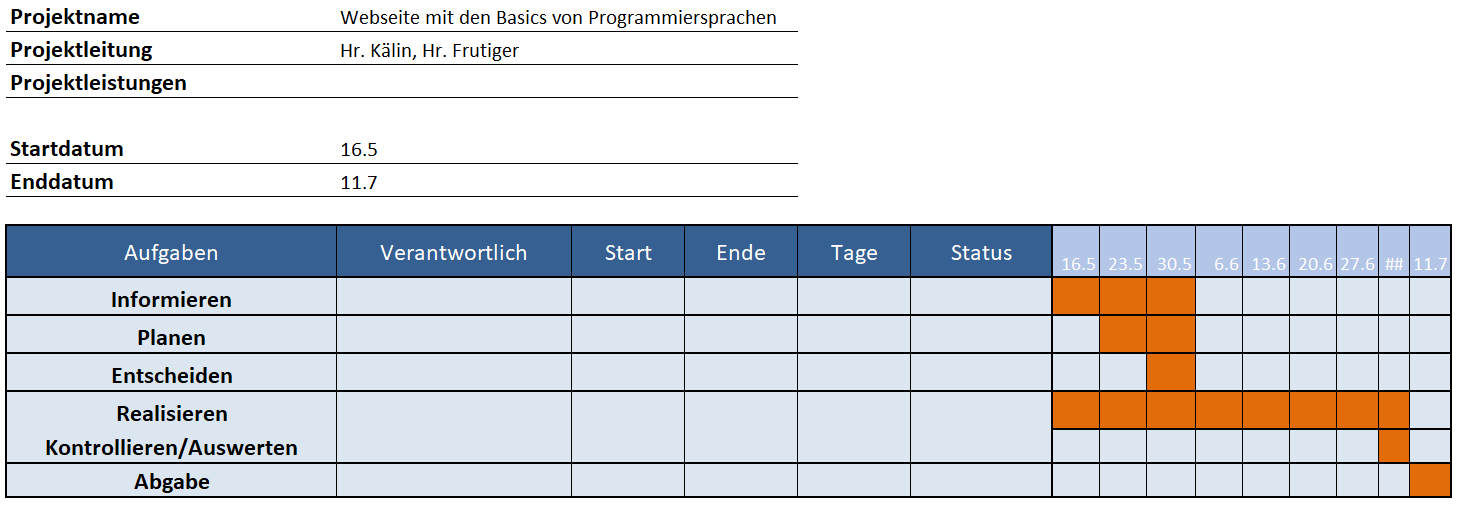 Projektname Webseite mit den Basics von Programmiersprachen
Projektleitung Hr. Kälin, Hr. Frutiger
Projektleistungen
Startdatum 16.5
Enddatum 11.7
Aufgaben Verantwortlich Start Ende Tage Status 16.5 23.5 30.5 6.6 13.6 20.6 27.6 ## 11.7
Informieren
Planen
Entscheiden
Realisieren
Kontrollieren/Auswerten
Abgabe